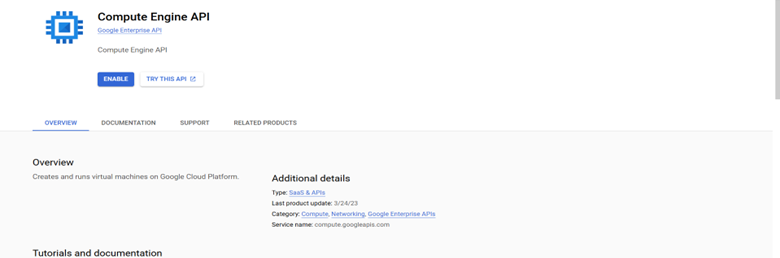 Compute Engine API
Google Enterprise API
Compute Engine API
ENABLE
TRY THIS API
OVERVIEW
DOCUMENTATION
SUPPORT
RELATED PRODUCTS
Overview
Creates and runs virtual machines on Google Cloud Platform.
Additional details
Type: SaaS & APIs
Last product update: 3/24/23
Category: Compute, Networking, Google Enterprise APIs
Service name: compute.googleapis.com
Tutorials and documentation